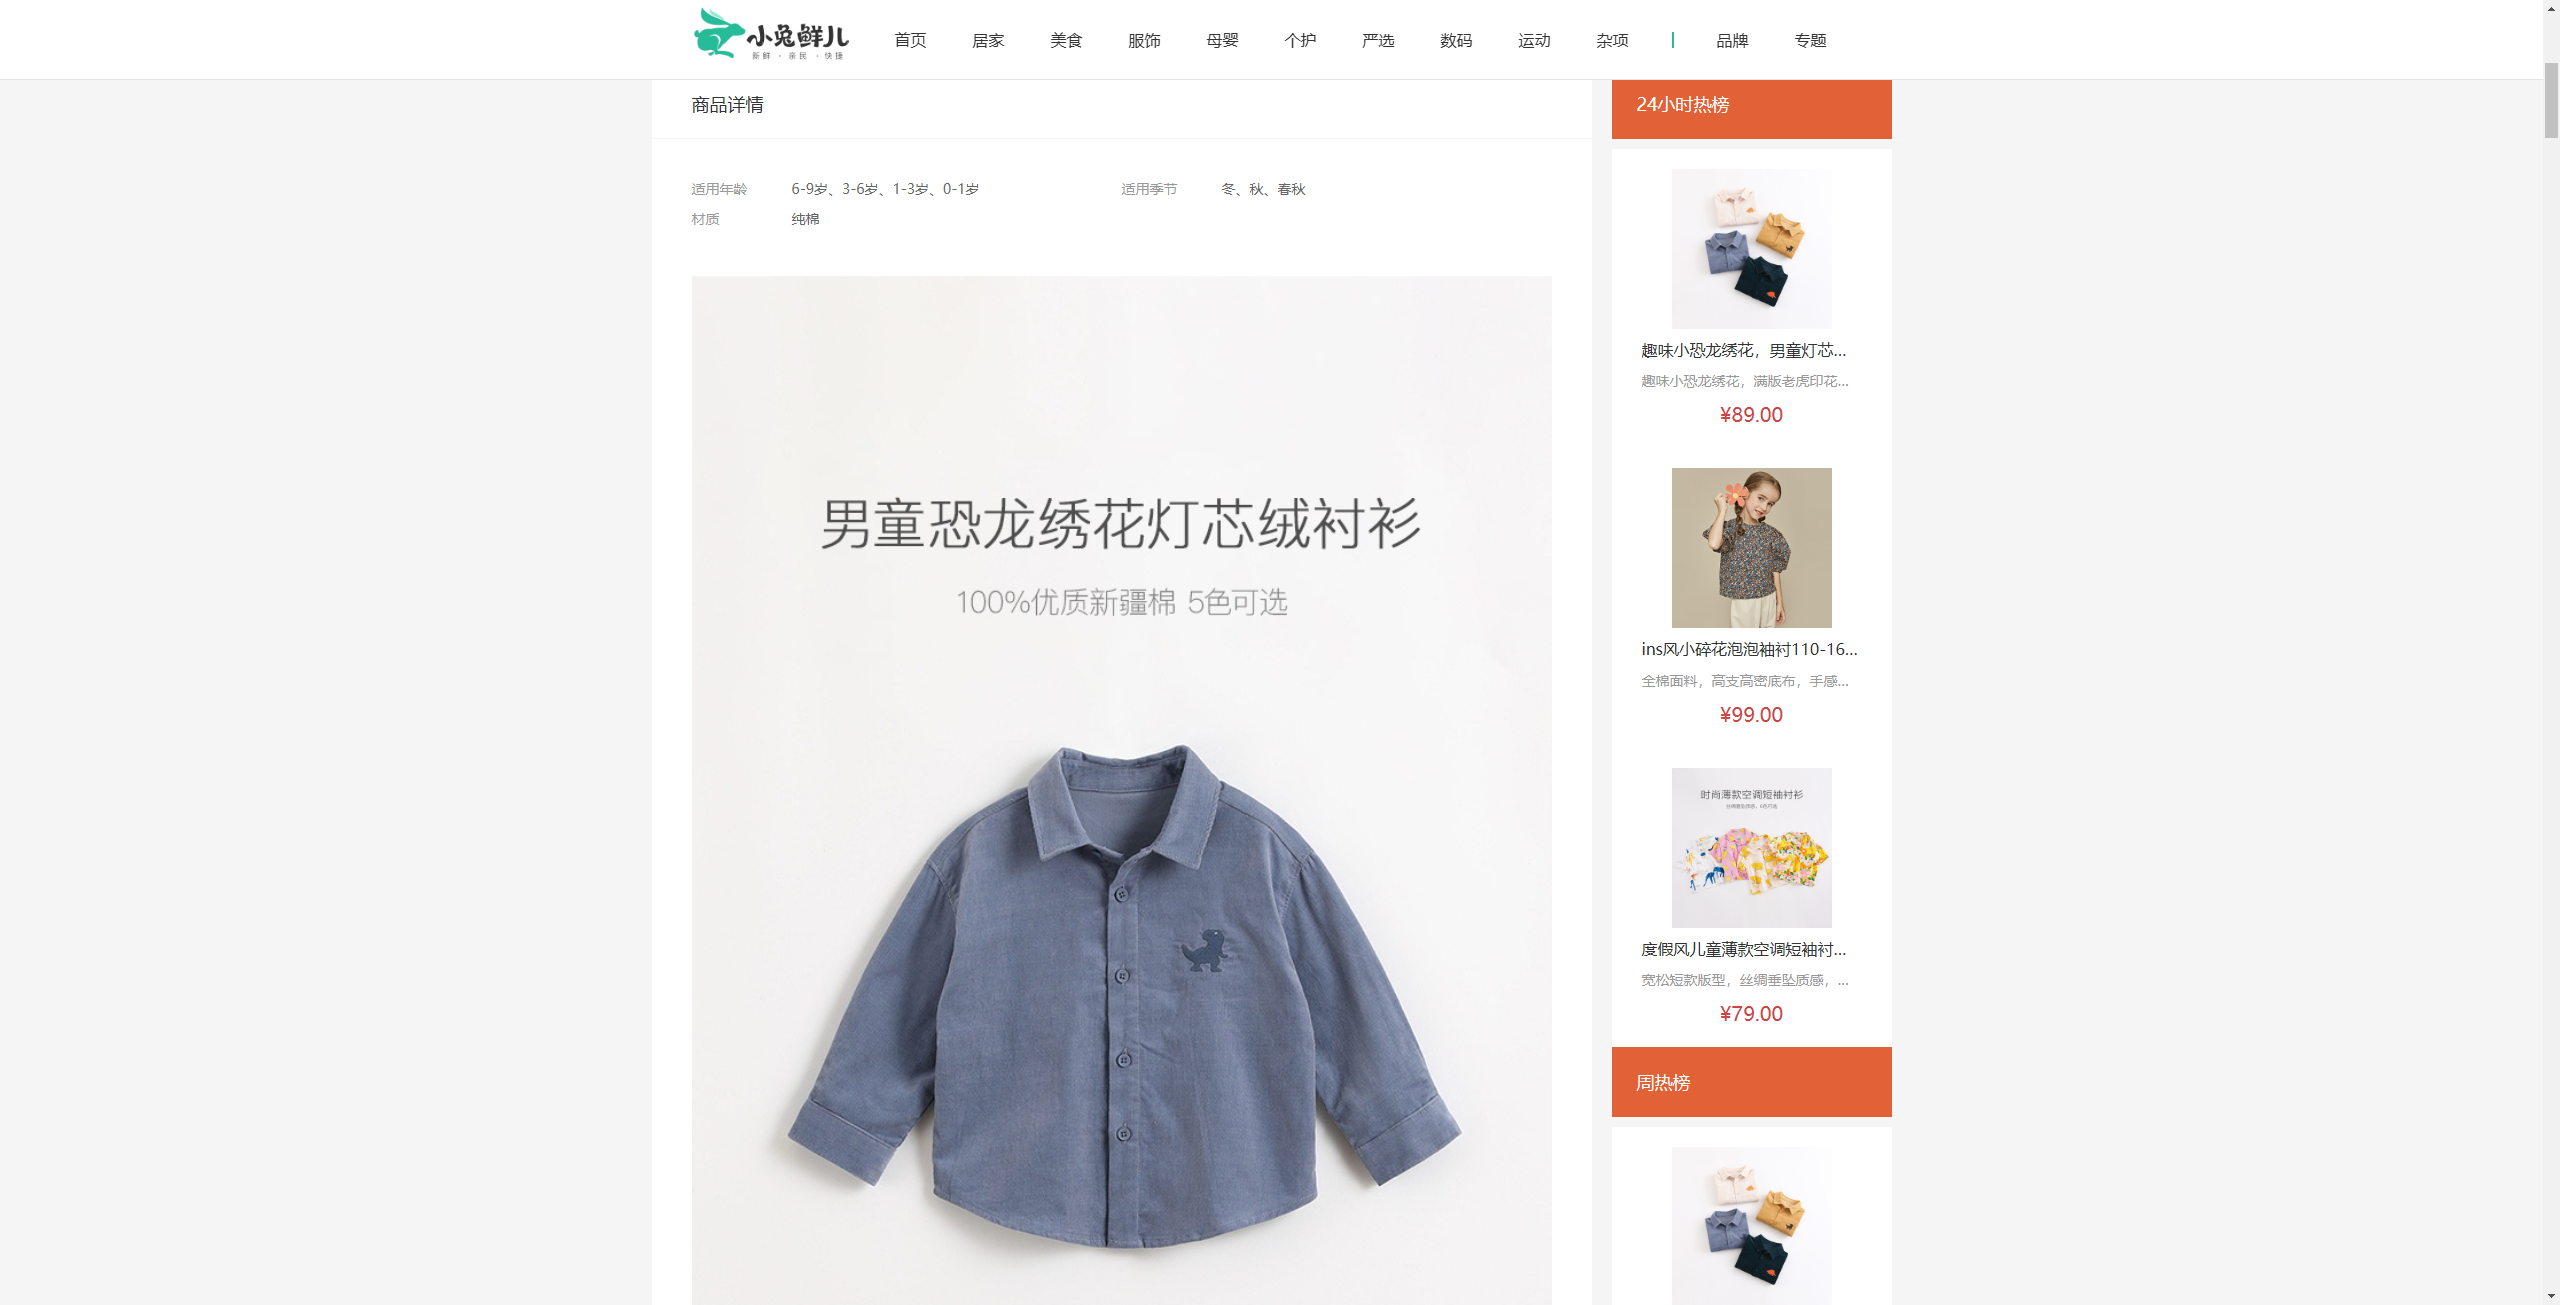 小兔鲜儿
新鲜 · 亲民 · 快捷
首页 居家 美食 服饰 母婴 个护 严选 数码 运动 杂项 | 品牌 专题
商品详情
适用年龄 6-9岁、3-6岁、1-3岁、0-1岁 适用季节 冬、秋、春秋
材质 纯棉
男童恐龙绣花灯芯绒衬衫
100%优质新疆棉 5色可选
24小时热榜
趣味小恐龙绣花，男童灯芯...
趣味小恐龙绣花，满版老虎印花...
¥89.00
ins风小碎花泡泡袖衬110-16...
全棉面料，高支高密底布，手感...
¥99.00
时尚薄款空调短袖衬衫
度假风儿童薄款空调短袖衬...
宽松短款版型，丝绸垂坠质感，...
¥79.00
周热榜